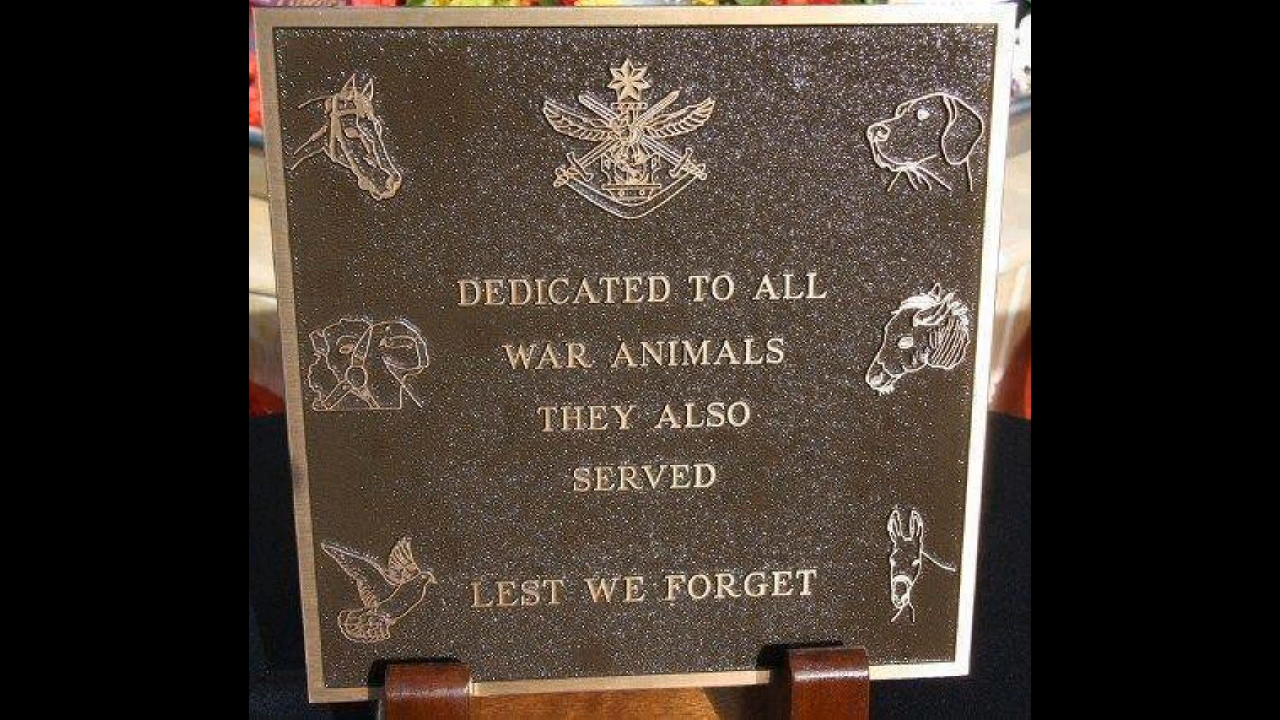 DEDICATED TO ALL
WAR ANIMALS
THEY ALSO
SERVED
LEST WE FORGET